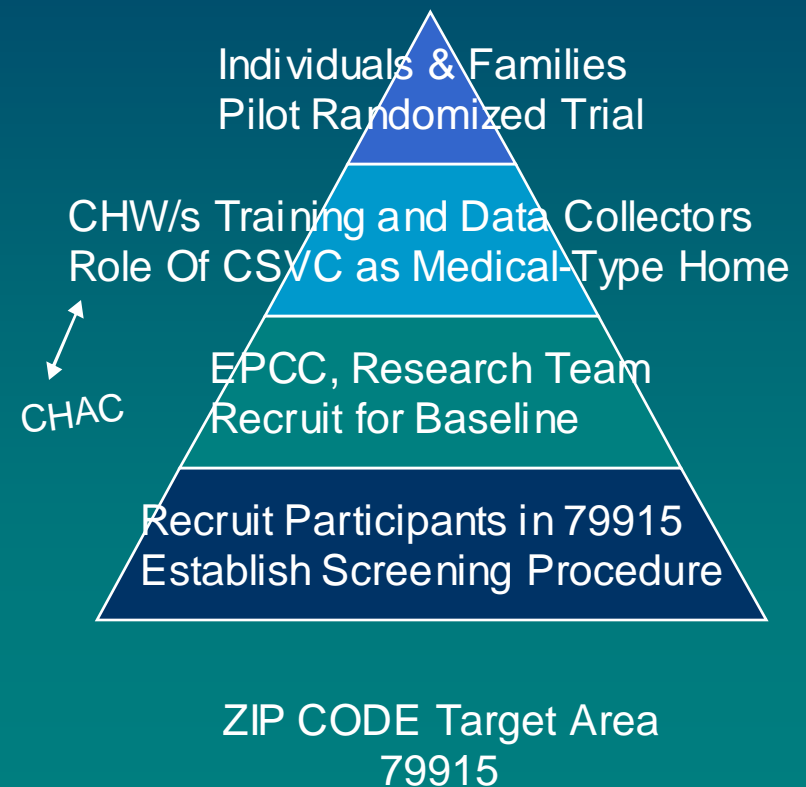 Individuals & Families
Pilot Randomized Trial
CHW/s Training and Data Collectors
Role Of CSVC as Medical-Type Home
CHAC
EPCC, Research Team
Recruit for Baseline
Recruit Participants in 79915
Establish Screening Procedure
ZIP CODE Target Area
79915